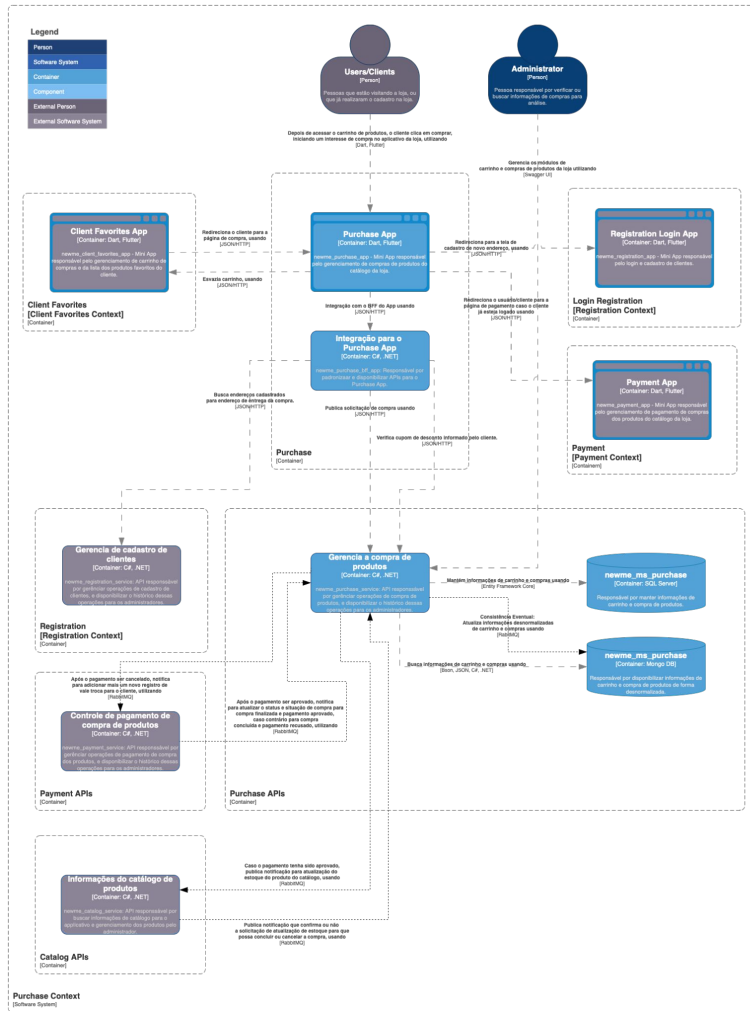 Legend
Person
Software System
Container
Component
External Person
External Software System
Users/Clients
[Person]
Pessoas que estão visitando a loja, ou
que já realizaram o cadastro na loja.
Administrator
[Person]
Pessoa responsável por verificar ou
buscar informações de compras para
análise.
Depois de acessar o carrinho de produtos, o cliente clica em comprar,
iniciando um interesse de compra no aplicativo da loja, utilizando
[Dart, Flutter]
Gerencia os módulos de
carrinho e compras de produtos da loja utilizando
[Swagger UI]
Client Favorites App
[Container: Dart, Flutter]
newme_client_favorites_app - Mini App
responsável pelo gerenciamento de carrinho de
compras e da lista dos produtos favoritos do
cliente.
Client Favorites
[Client Favorites Context]
[Container]
Redireciona o cliente para a
página de compra, usando
[JSON/HTTP]
Esvazia carrinho, usando
[JSON/HTTP]
Purchase App
[Container: Dart, Flutter]
newme_purchase_app - Mini App responsável
pelo gerenciamento de compras de produtos do
catálogo da loja.
Redireciona para a tela de
cadastro de novo endereço, usando
[JSON/HTTP]
Registration Login App
[Container: Dart, Flutter]
newme_registration_app - Mini App responsável
pelo login e cadastro de clientes.
Login Registration
[Registration Context]
[Container]
Redireciona o usuário/cliente para a
página de pagamento caso o cliente
já esteja logado usando
[JSON/HTTP]
Integração com o BFF do App usando
[JSON/HTTP]
Integração para o
Purchase App
[Container: C#, .NET]
newme_purchase_bff_app: Responsável por
padronizar e disponibilizar APIs para o
Purchase App.
Payment App
[Container: Dart, Flutter]
newme_payment_app - Mini App responsável
pelo gerenciamento de pagamento de compras
dos produtos do catálogo da loja.
Payment
[Payment Context]
[Container]
Busca endereços cadastrados
para endereço de entrega da compra.
[JSON/HTTP]
Publica solicitação de compra usando
[JSON/HTTP]
Verifica cupom de desconto informado pelo cliente.
[JSON/HTTP]
Purchase
[Container]
Gerencia de cadastro de
clientes
[Container: C#, .NET]
newme_registration_service: API responsável
por gerênciar operações de cadastro de
clientes, e disponibilizar o histórico dessas
operações para os administradores.
Registration
[Registration Context]
[Container]
Gerencia a compra de
produtos
[Container: C#, .NET]
newme_purchase_service: API responsável
por gerênciar operações de compra de
produtos, e disponibilizar o histórico dessas
operações para os administradores.
Mantém informações de carrinho e compras usando
[Entity Framework Core]
newme_ms_purchase
[Container: SQL Server]
Responsável por manter informações de
carrinho e compra de produtos.
Consistência Eventual:
Atualiza informações desnormalizadas
de carrinho e compras usando
[RabbitMQ]
Busca informações de carrinho e compras usando
[Bson, JSON, C#, .NET]
newme_ms_purchase
[Container: Mongo DB]
Responsável por disponibilizar informações de
carrinho e compra de produtos de forma
desnormalizada.
Após o pagamento ser cancelado, notifica
para adicionar mais um novo registro de
vale troca para o cliente, utilizando
[RabbitMQ]
Após o pagamento ser aprovado, notifica
para atualizar o status e situação de compra para
compra finalizada e pagamento aprovado,
caso contrário para compra
concluída e pagamento recusado, utilizando
[RabbitMQ]
Controle de pagamento de
compra de produtos
[Container: C#, .NET]
newme_payment_service: API responsável por
gerênciar operações de pagamento de compra
dos produtos, e disponibilizar o histórico dessas
operações para os administradores.
Payment APIs
[Container]
Purchase APIs
[Container]
Caso o pagamento tenha sido aprovado,
publica notificação para atualização do
estoque do produto do catálogo, usando
[RabbitMQ]
Informações do catálogo de
produtos
[Container: C#, .NET]
newme_catalog_service: API responsável por
buscar informações de catálogo para o
applicativo e gerenciamento dos produtos pelo
administrador.
Publica notificação que confirma ou não
a solicitação de atualização de estoque para que
possa concluir ou cancelar a compra, usando
[RabbitMQ]
Catalog APIs
[Container]
Purchase Context
[Software System]